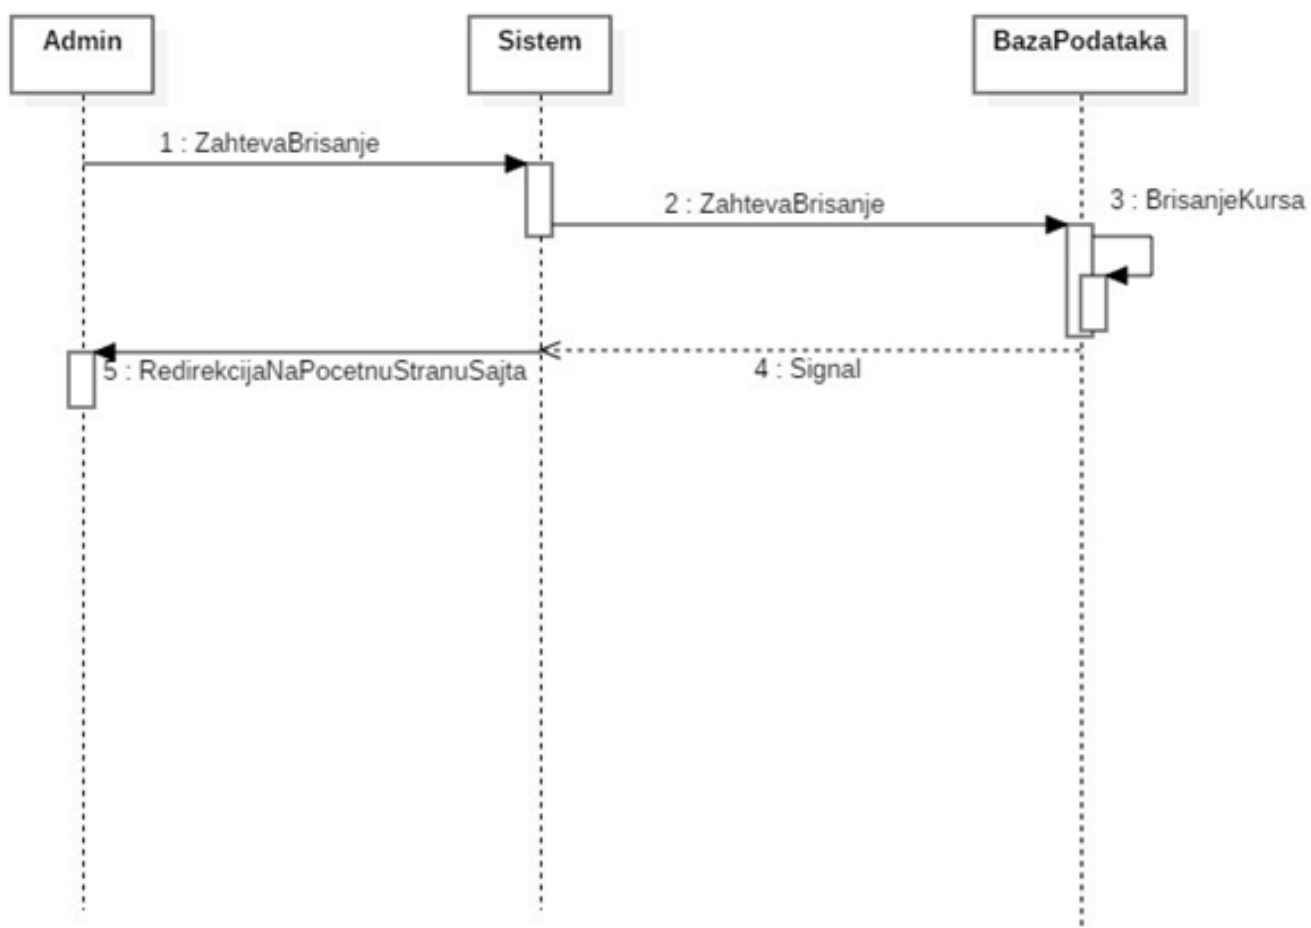 Admin
Sistem
BazaPodataka
1 : ZahtevaBrisanje
2 : ZahtevaBrisanje
3 : BrisanjeKursa
5 : RedirekcijaNaPocetnuStranuSajta
4 : Signal